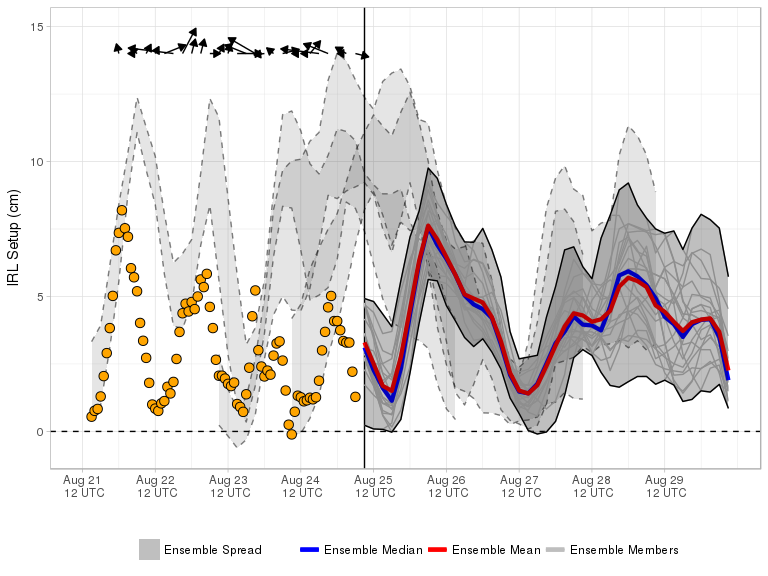 15
10
5
0
IRL Setup (cm)
Aug 21 Aug 22 Aug 23 Aug 24 Aug 25 Aug 26 Aug 27 Aug 28 Aug 29
12 UTC 12 UTC 12 UTC 12 UTC 12 UTC 12 UTC 12 UTC 12 UTC 12 UTC
Ensemble Spread Ensemble Median Ensemble Mean Ensemble Members